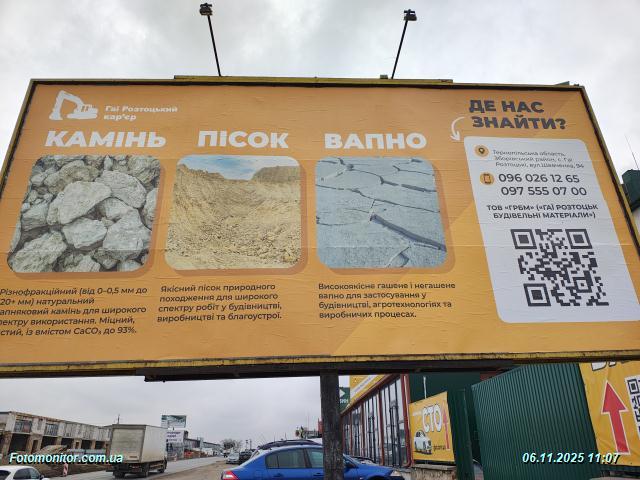 Гаї Розтоцький
кар'єр
КАМІНЬ
ПІСОК
ВАПНО
Різнофракційний (від 0–0,5 мм до
20+ мм) натуральний
вапняковий камінь для широкого
спектру використання. Міцний,
стий, із вмістом CaCO₃ до 93%.
Якісний пісок природного
походження для широкого
спектру робіт у будівництві,
виробництві та благоустрої.
Високоякісне гашене і негашене
вапно для застосування у
будівництві, агротехнологіях та
виробничих процесах.
ДЕ НАС
ЗНАЙТИ?
Тернопільська область,
Зборівський район, с. Гаї
Розтоцькі, вул.Шевченка, 94
096 026 12 65
097 555 07 00
ТОВ «ГРБМ» («ГАЇ РОЗТОЦЬК
БУДІВЕЛЬНІ МАТЕРІАЛИ»)
СТО
Fotomonitor.com.ua
06.11.2025 11:07